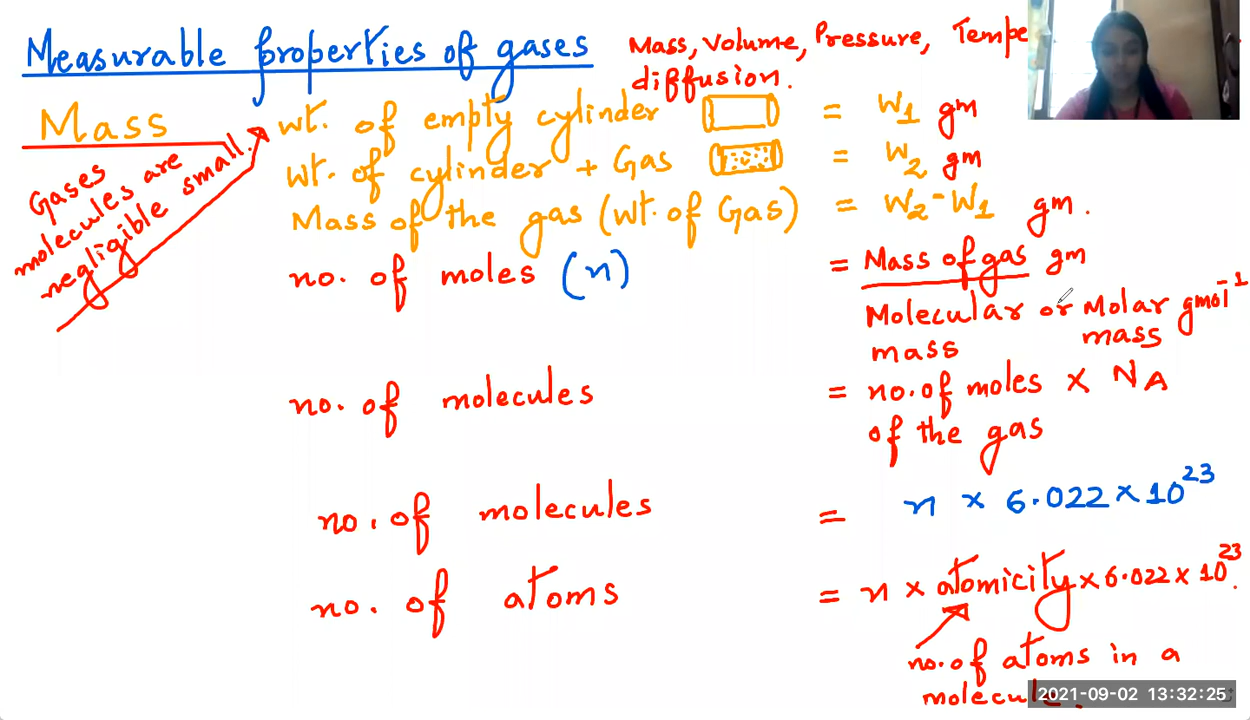 Measurable properties of gases
Mass, Volume, Pressure, Tempe
diffusion.
Mass
Gases
molecules are
negligible small.
wt. of empty cylinder = W1 gm
wt. of cylinder + Gas = W2 gm
Mass of the gas (wt. of Gas) = W2-W1 gm.
no. of moles (n) = Mass of gas gm
Molecular or Molar gmol⁻¹
mass mass
no. of molecules = no. of moles × NA
of the gas
no. of molecules = n × 6.022 × 10²³
no. of atoms = n × atomicity × 6.022 × 10²³.
no. of atoms in a
molecule.
2021-09-02 13:32:25